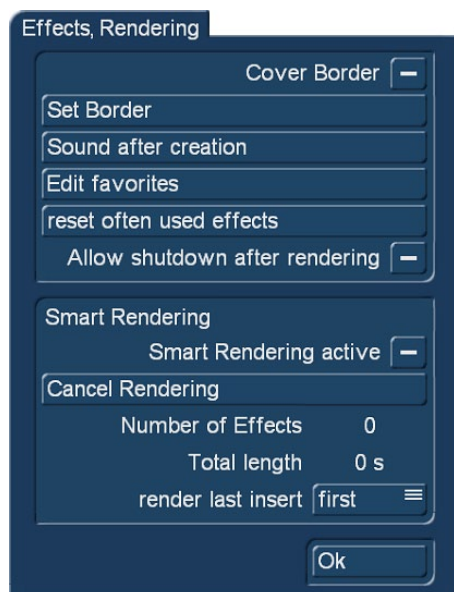 Effects, Rendering
Cover Border
Set Border
Sound after creation
Edit favorites
reset often used effects
Allow shutdown after rendering
Smart Rendering
Smart Rendering active
Cancel Rendering
Number of Effects 0
Total length 0 s
render last insert first
Ok